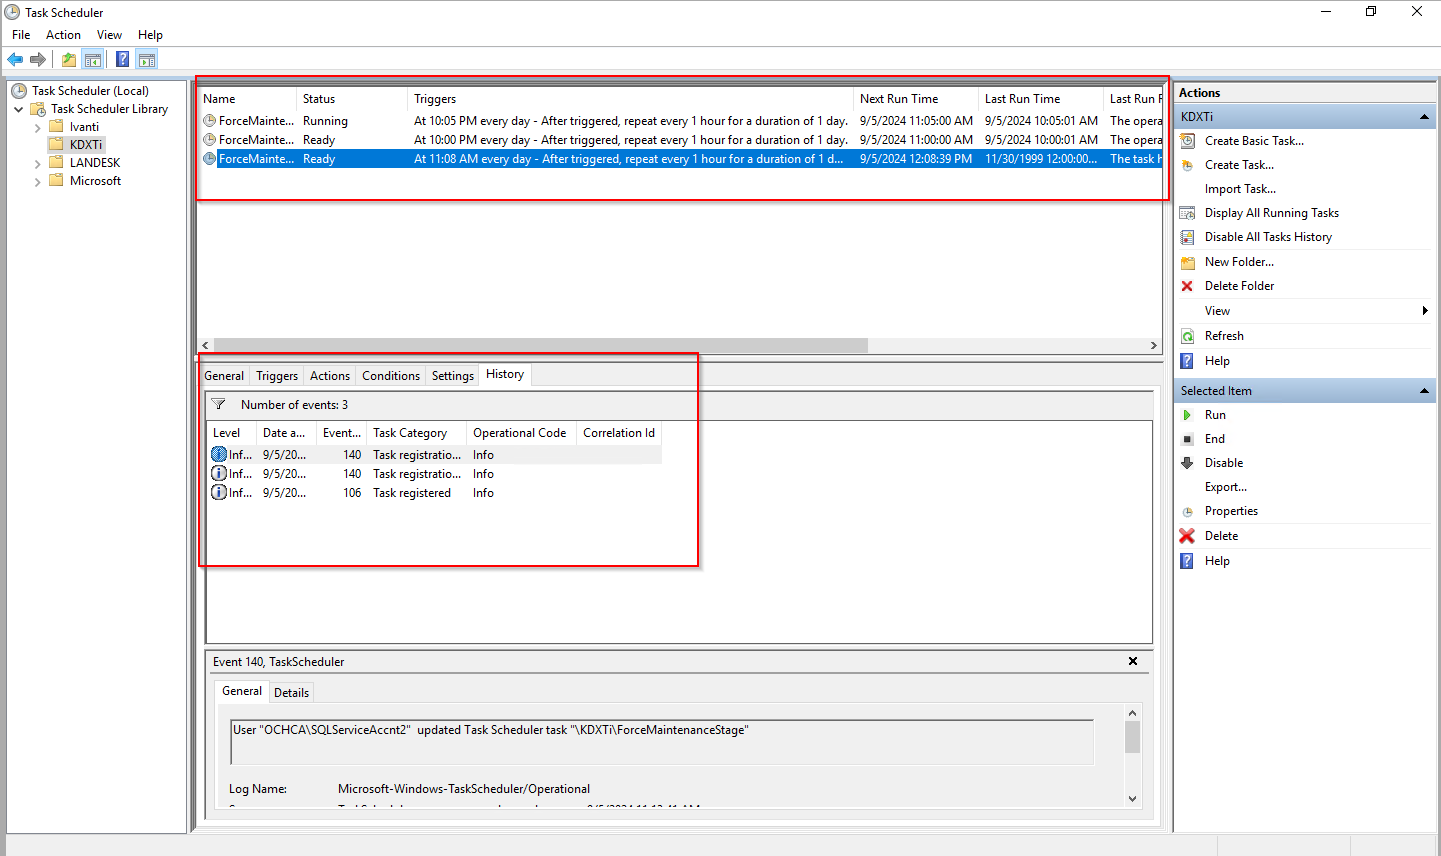 Task Scheduler
File Action View Help
Task Scheduler (Local)
Task Scheduler Library
Ivanti
KDXTi
LANDESK
Microsoft
Name Status Triggers Next Run Time Last Run Time Last Run R
ForceMainte... Running At 10:05 PM every day - After triggered, repeat every 1 hour for a duration of 1 day. 9/5/2024 11:05:00 AM 9/5/2024 10:05:01 AM The opera
ForceMainte... Ready At 10:00 PM every day - After triggered, repeat every 1 hour for a duration of 1 day. 9/5/2024 11:00:00 AM 9/5/2024 10:00:01 AM The opera
ForceMainte... Ready At 11:08 AM every day - After triggered, repeat every 1 hour for a duration of 1 d... 9/5/2024 12:08:39 PM 11/30/1999 12:00:00... The task h
General Triggers Actions Conditions Settings History
Number of events: 3
Level Date a... Event... Task Category Operational Code Correlation Id
Inf... 9/5/20... 140 Task registratio... Info
Inf... 9/5/20... 140 Task registratio... Info
Inf... 9/5/20... 106 Task registered Info
Event 140, TaskScheduler
General Details
User "OCHCA\SQLServiceAccnt2" updated Task Scheduler task "\KDXTi\ForceMaintenanceStage"
Log Name: Microsoft-Windows-TaskScheduler/Operational
Actions
KDXTi
Create Basic Task...
Create Task...
Import Task...
Display All Running Tasks
Disable All Tasks History
New Folder...
Delete Folder
View
Refresh
Help
Selected Item
Run
End
Disable
Export...
Properties
Delete
Help